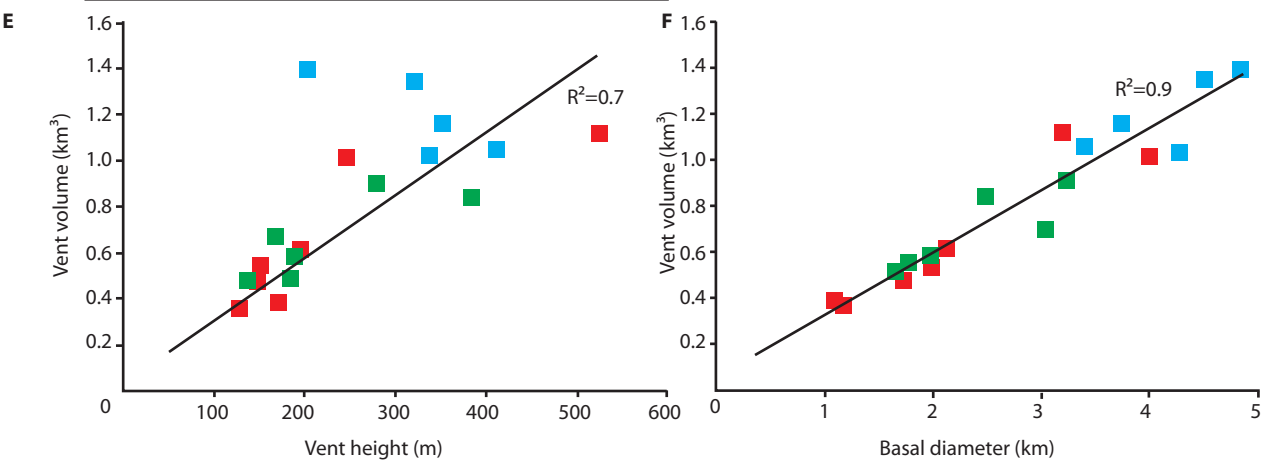 E
1.6
1.4
1.2
1.0
0.8
0.6
0.4
0.2
0
Vent volume (km³)
100 200 300 400 500 600
Vent height (m)
R²=0.7
F
1.6
1.4
1.2
1.0
0.8
0.6
0.4
0.2
0
Vent volume (km³)
1 2 3 4 5
Basal diameter (km)
R²=0.9